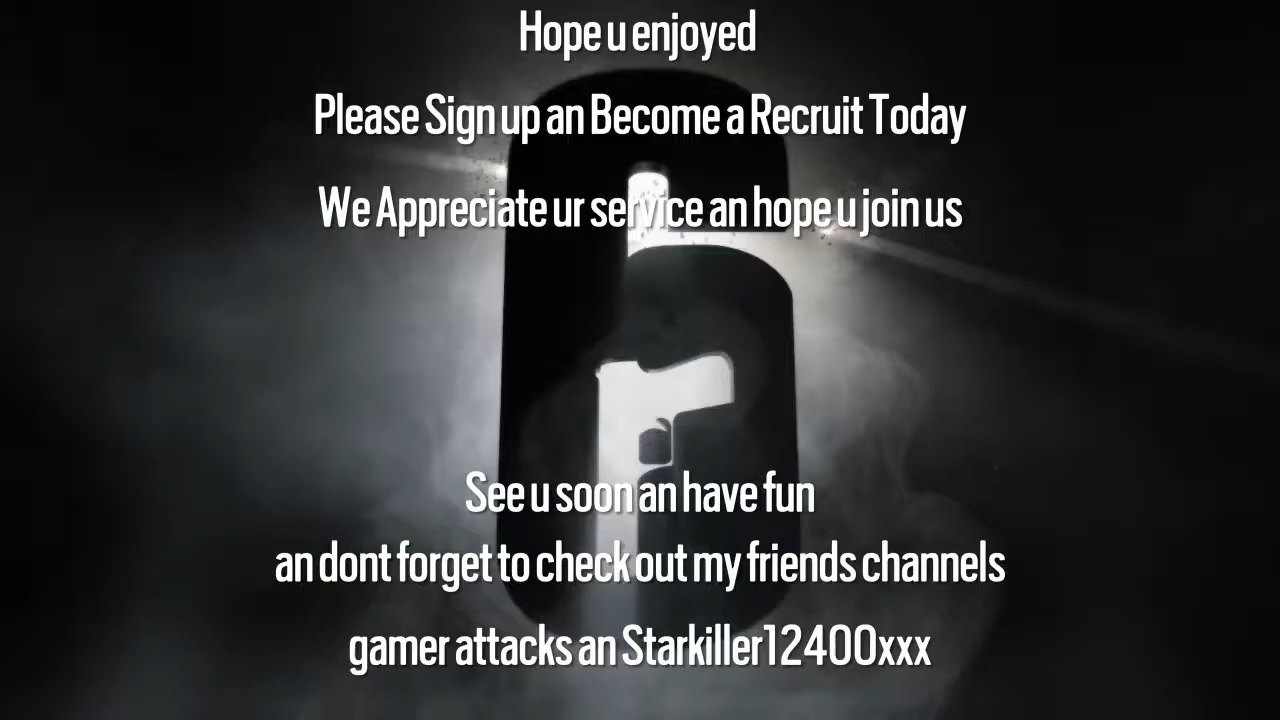 Hope u enjoyed
Please Sign up an Become a Recruit Today
We Appreciate ur service an hope u join us
See u soon an have fun
an dont forget to check out my friends channels
gamer attacks an Starkiller12400xxx